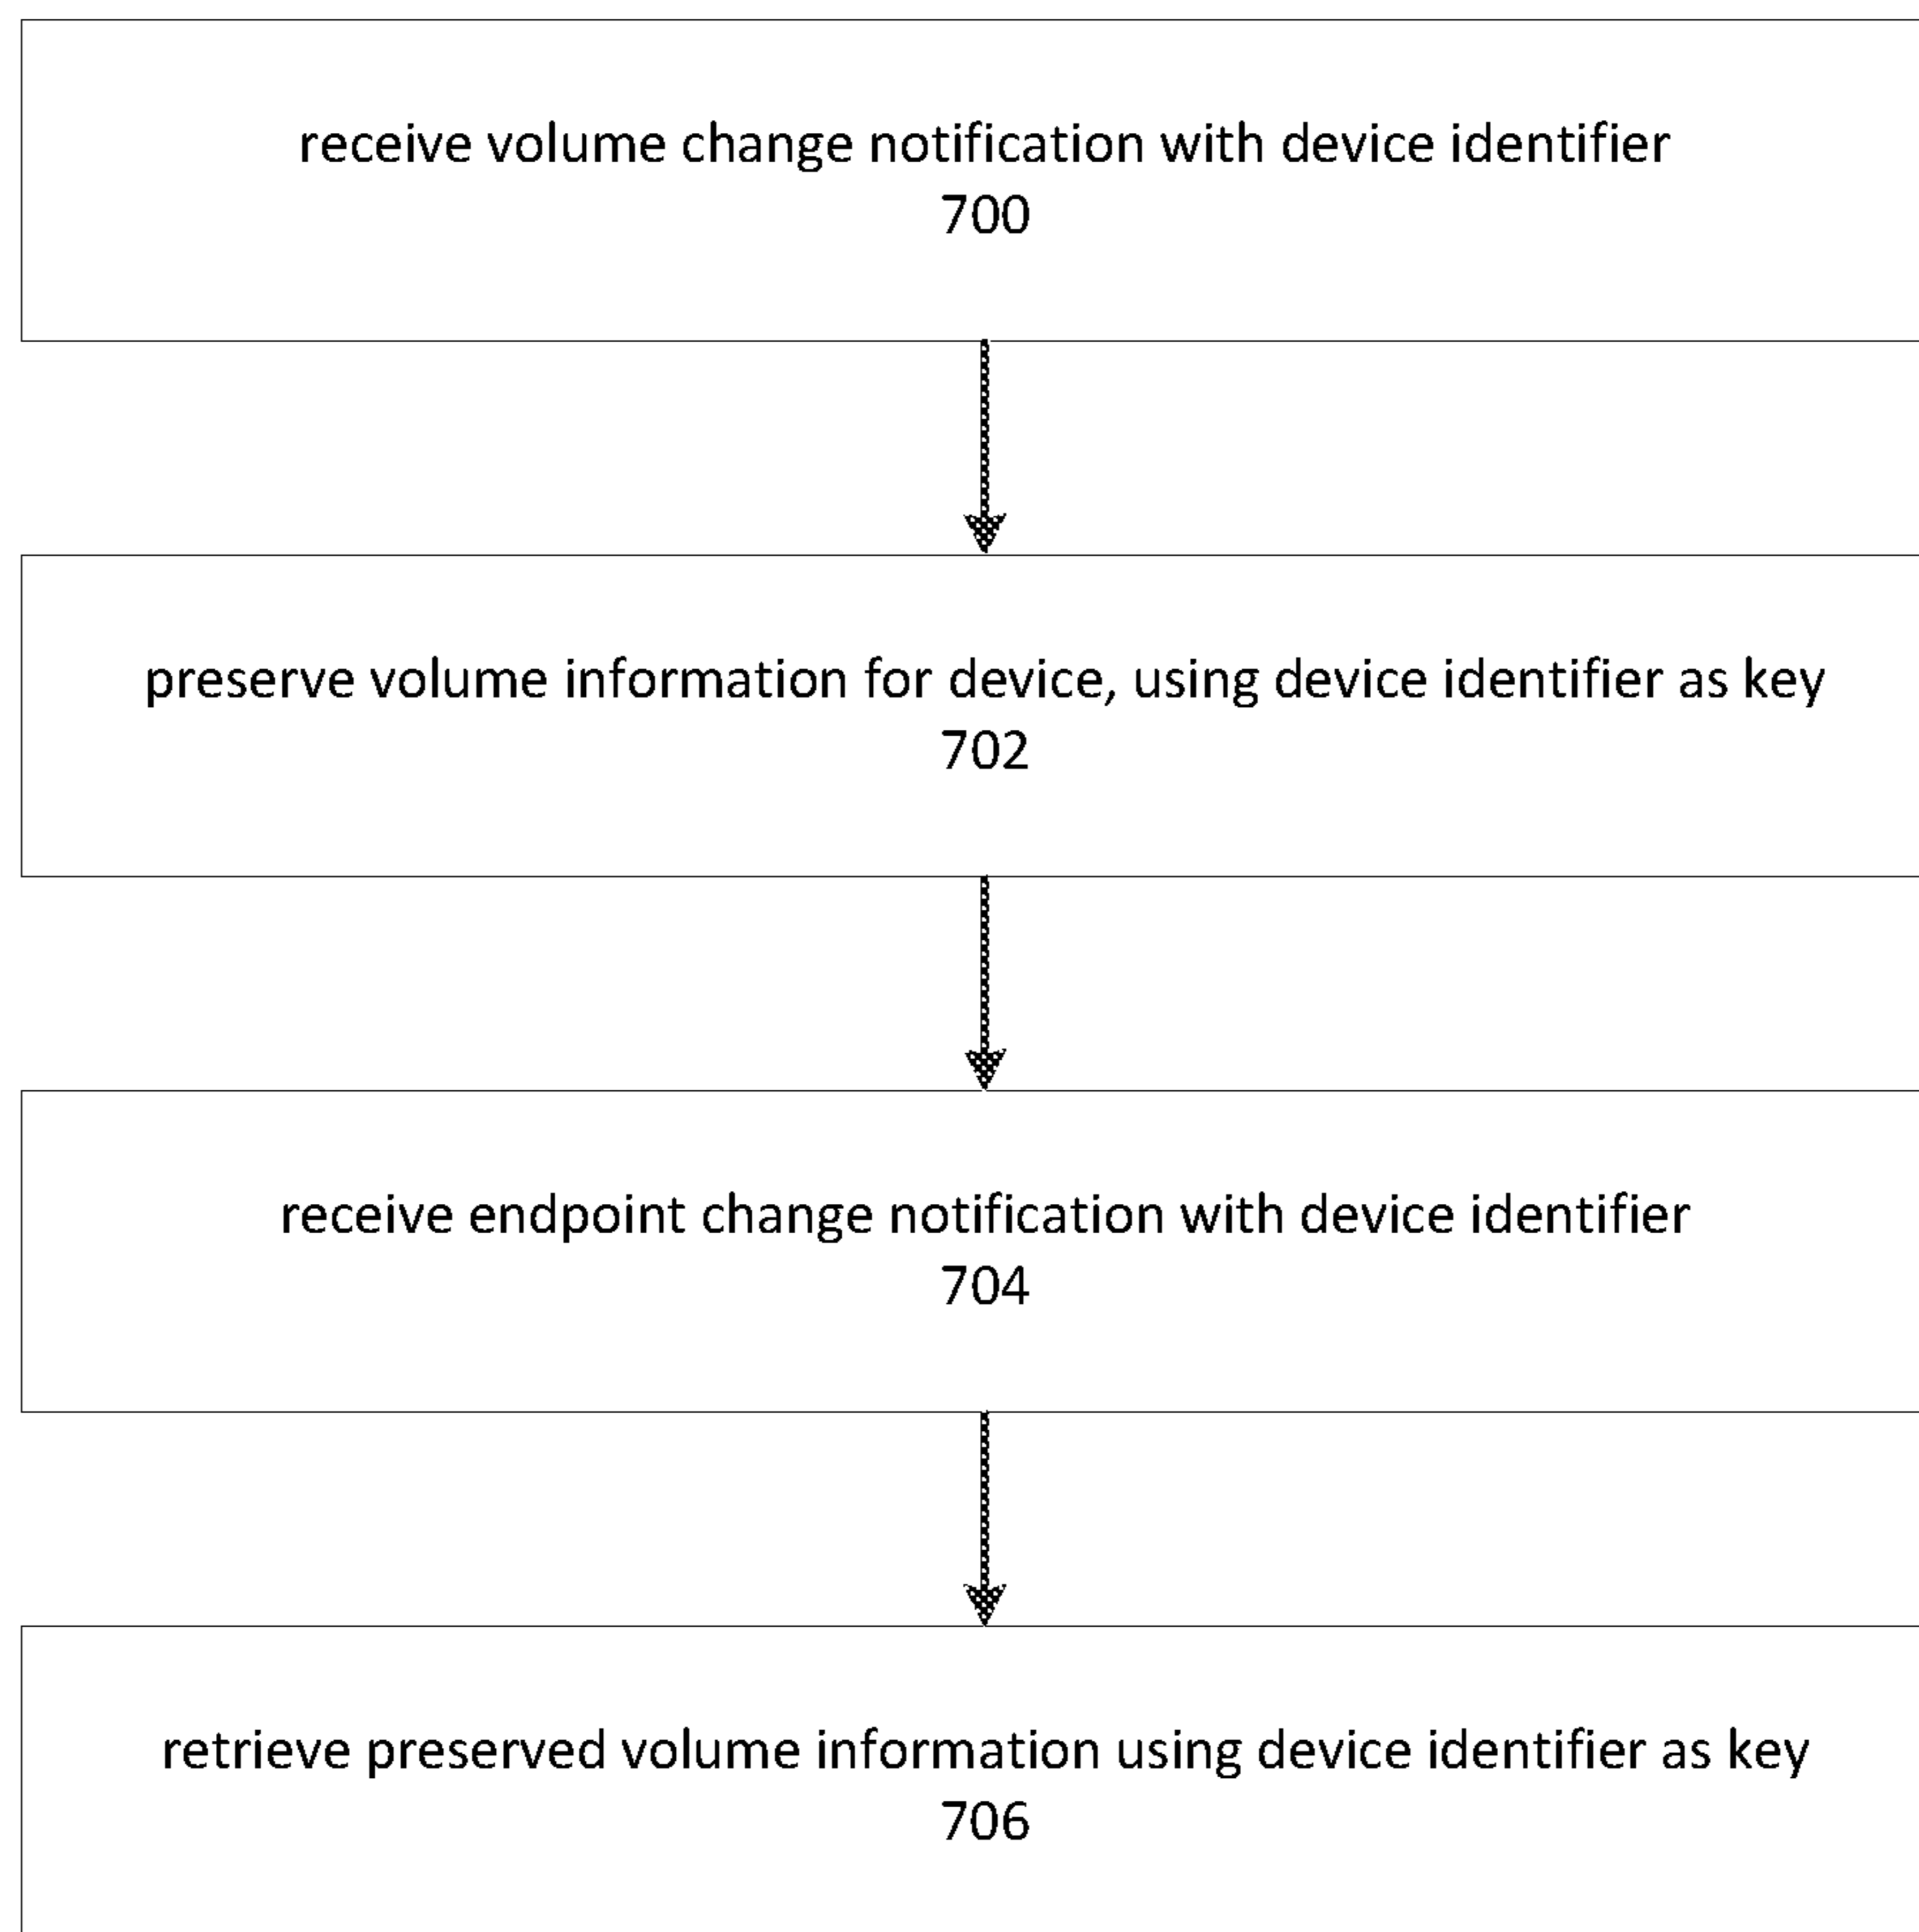 receive volume change notification with device identifier
700
preserve volume information for device, using device identifier as key
702
receive endpoint change notification with device identifier
704
retrieve preserved volume information using device identifier as key
706